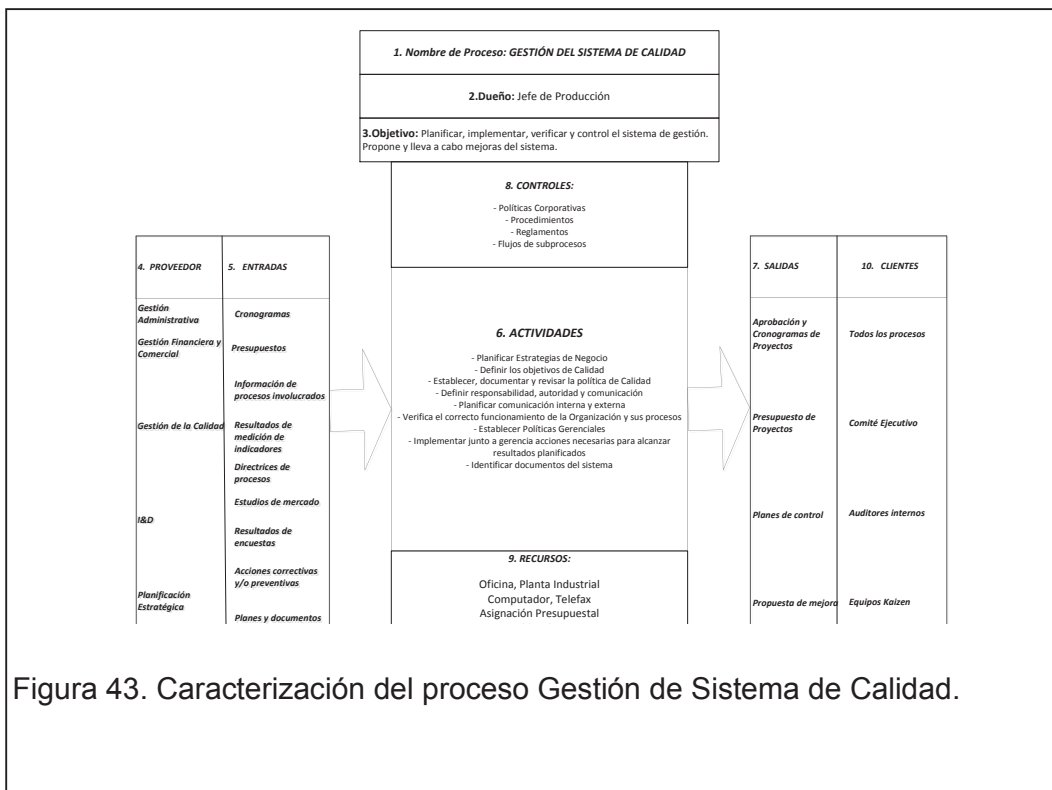 1. Nombre de Proceso: GESTIÓN DEL SISTEMA DE CALIDAD
2.Dueño: Jefe de Producción
3.Objetivo: Planificar, implementar, verificar y control el sistema de gestión.
Propone y lleva a cabo mejoras del sistema.
8. CONTROLES:
- Políticas Corporativas
- Procedimientos
- Reglamentos
- Flujos de subprocesos
4. PROVEEDOR
Gestión
Administrativa
Gestión Financiera y
Comercial
Gestión de la Calidad
I&D
Planificación
Estratégica
5. ENTRADAS
Cronogramas
Presupuestos
Información de
procesos involucrados
Resultados de
medición de
indicadores
Directrices de
procesos
Estudios de mercado
Resultados de
encuestas
Acciones correctivas
y/o preventivas
Planes y documentos
6. ACTIVIDADES
- Planificar Estrategias de Negocio
- Definir los objetivos de Calidad
- Establecer, documentar y revisar la política de Calidad
- Definir responsabilidad, autoridad y comunicación
- Planificar comunicación interna y externa
- Verifica el correcto funcionamiento de la Organización y sus procesos
- Establecer Políticas Gerenciales
- Implementar junto a gerencia acciones necesarias para alcanzar
resultados planificados
- Identificar documentos del sistema
9. RECURSOS:
Oficina, Planta Industrial
Computador, Telefax
Asignación Presupuestal
7. SALIDAS
Aprobación y
Cronogramas de
Proyectos
Presupuesto de
Proyectos
Planes de control
Propuesta de mejora
10. CLIENTES
Todos los procesos
Comité Ejecutivo
Auditores internos
Equipos Kaizen
Figura 43. Caracterización del proceso Gestión de Sistema de Calidad.